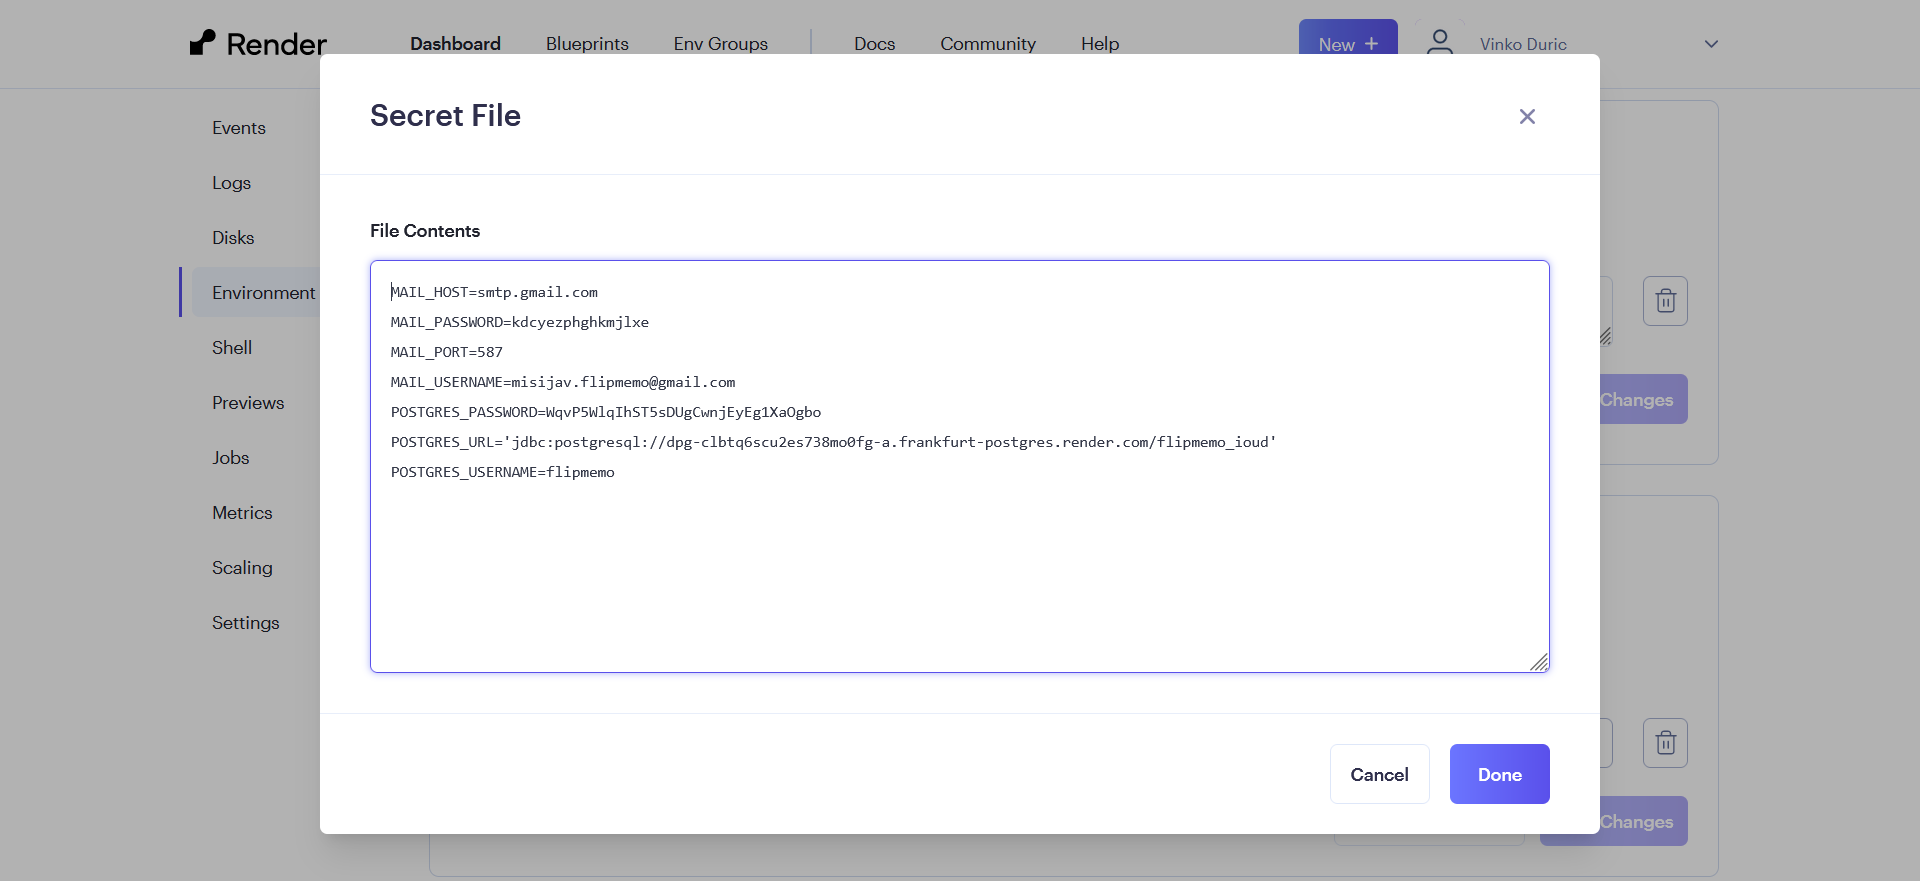 Render
Dashboard
Blueprints
Env Groups
Docs
Community
Help
New +
Vinko Duric
Events
Logs
Disks
Environment
Shell
Previews
Jobs
Metrics
Scaling
Settings
Secret File
File Contents
MAIL_HOST=smtp.gmail.com
MAIL_PASSWORD=kdcyezphghkmjlxe
MAIL_PORT=587
MAIL_USERNAME=misijav.flipmemo@gmail.com
POSTGRES_PASSWORD=WqvP5WlqIhST5sDUgCwnjEyEg1XaOgbo
POSTGRES_URL='jdbc:postgresql://dpg-clbtq6scu2es738mo0fg-a.frankfurt-postgres.render.com/flipmemo_ioud'
POSTGRES_USERNAME=flipmemo
Cancel
Done
Changes
Changes